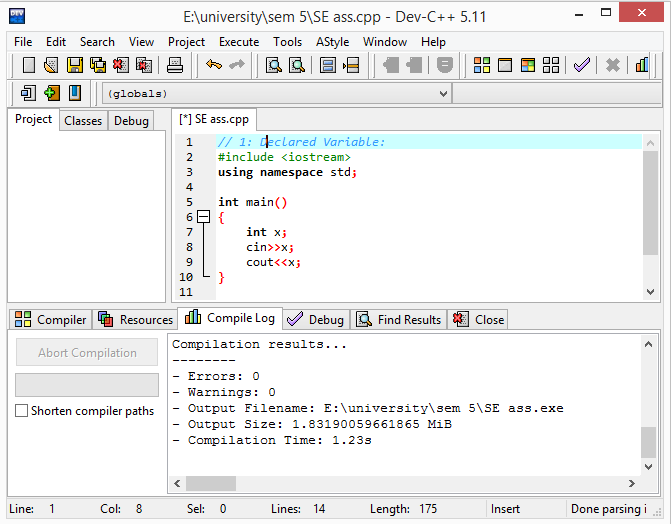 E:\university\sem 5\SE ass.cpp - Dev-C++ 5.11
File Edit Search View Project Execute Tools AStyle Window Help
(globals)
Project Classes Debug
[*] SE ass.cpp
1 // 1: Declared Variable:
2 #include <iostream>
3 using namespace std;
4
5 int main()
6 {
7 int x;
8 cin>>x;
9 cout<<x;
10 }
11
Compiler Resources Compile Log Debug Find Results Close
Abort Compilation
Shorten compiler paths
Compilation results...
--------
- Errors: 0
- Warnings: 0
- Output Filename: E:\university\sem 5\SE ass.exe
- Output Size: 1.83190059661865 MiB
- Compilation Time: 1.23s
Line: 1 Col: 8 Sel: 0 Lines: 14 Length: 175 Insert Done parsing i